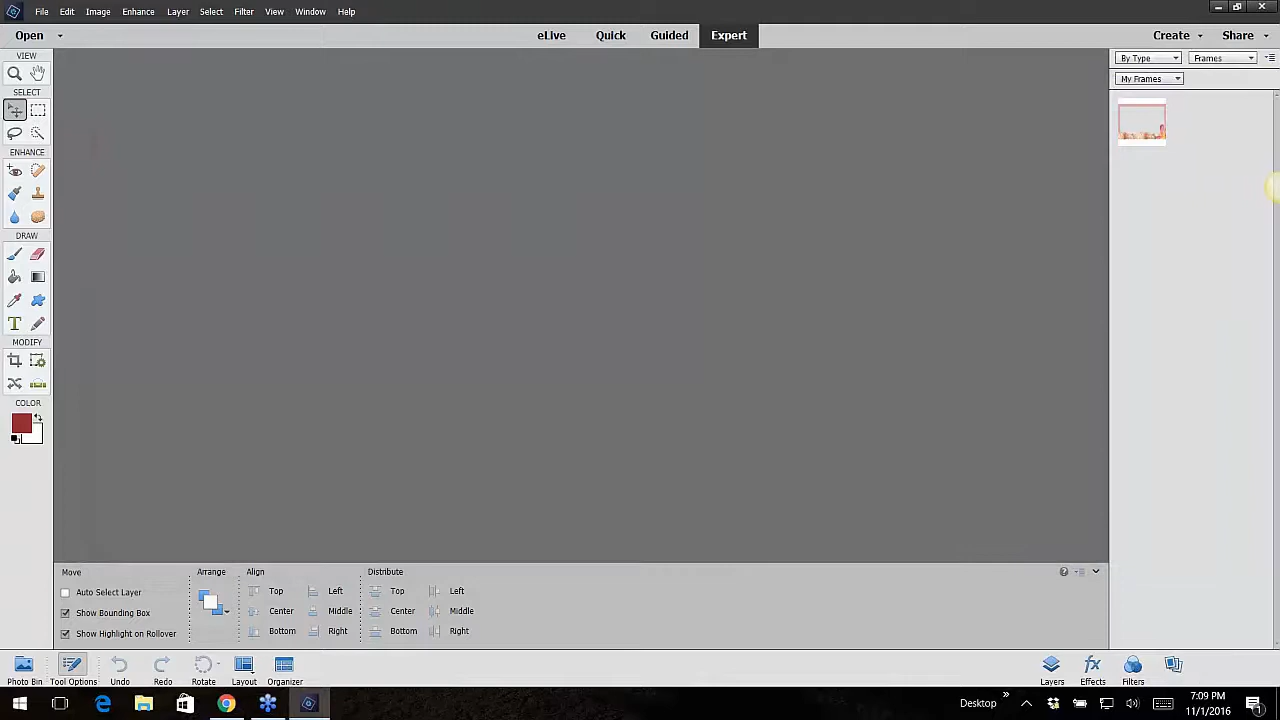 File Edit Image Enhance Layer Select Filter View Window Help
Open eLive Quick Guided Expert Create Share
VIEW
By Type Frames
My Frames
SELECT
ENHANCE
DRAW
T
MODIFY
COLOR
Move Arrange Align Distribute
Auto Select Layer Top Left Top Left
Show Bounding Box Center Middle Center Middle
Show Highlight on Rollover Bottom Right Bottom Right
fx
Photo Bin Tool Options Undo Redo Rotate Layout Organizer Layers Effects Filters
Desktop » 7:09 PM
11/1/2016